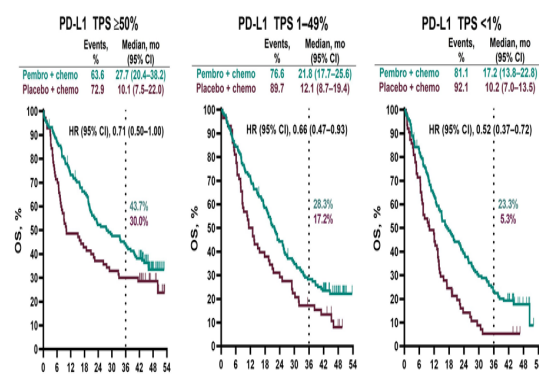 PD-L1 TPS ≥50%
Events, %
Median, mo (95% CI)
Pembro + chemo 63.6 27.7 (20.4–38.2)
Placebo + chemo 72.9 10.1 (7.5–22.0)
HR (95% CI), 0.71 (0.50–1.00)
43.7%
30.0%
OS, %
100
90
80
70
60
50
40
30
20
10
0
0 6 12 18 24 30 36 42 48 54
PD-L1 TPS 1–49%
Events, %
Median, mo (95% CI)
Pembro + chemo 76.6 21.8 (17.7–25.6)
Placebo + chemo 89.7 12.1 (8.7–19.4)
HR (95% CI), 0.66 (0.47–0.93)
28.3%
17.2%
OS, %
100
90
80
70
60
50
40
30
20
10
0
0 6 12 18 24 30 36 42 48 54
PD-L1 TPS <1%
Events, %
Median, mo (95% CI)
Pembro + chemo 81.1 17.2 (13.8–22.8)
Placebo + chemo 92.1 10.2 (7.0–13.5)
HR (95% CI), 0.52 (0.37–0.72)
23.3%
5.3%
OS, %
100
90
80
70
60
50
40
30
20
10
0
0 6 12 18 24 30 36 42 48 54